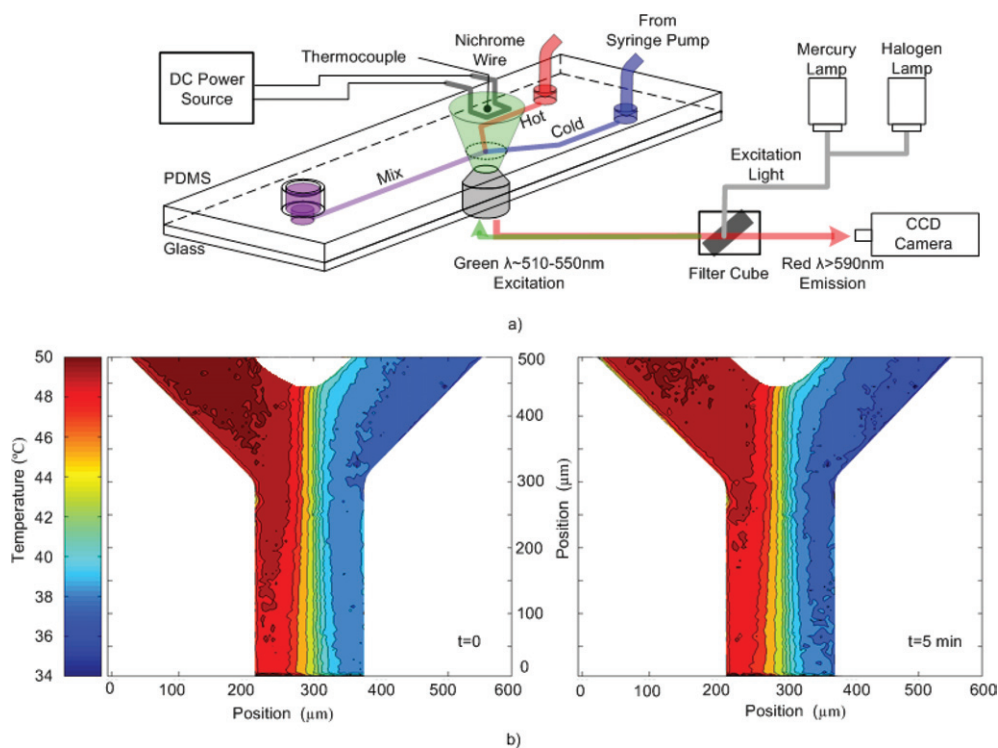 From
Syringe Pump
Nichrome
Wire
Thermocouple
DC Power
Source
Mercury
Lamp
Halogen
Lamp
Hot
Cold
Mix
Excitation
Light
PDMS
Glass
CCD
Camera
Green λ~510-550nm
Excitation
Filter Cube
Red λ>590nm
Emission
a)
50
48
46
44
42
40
38
36
34
Temperature (℃)
500
400
300
200
100
0
Position (µm)
t=0
0 100 200 300 400 500 600
Position (µm)
t=5 min
0 100 200 300 400 500 600
Position (µm)
b)